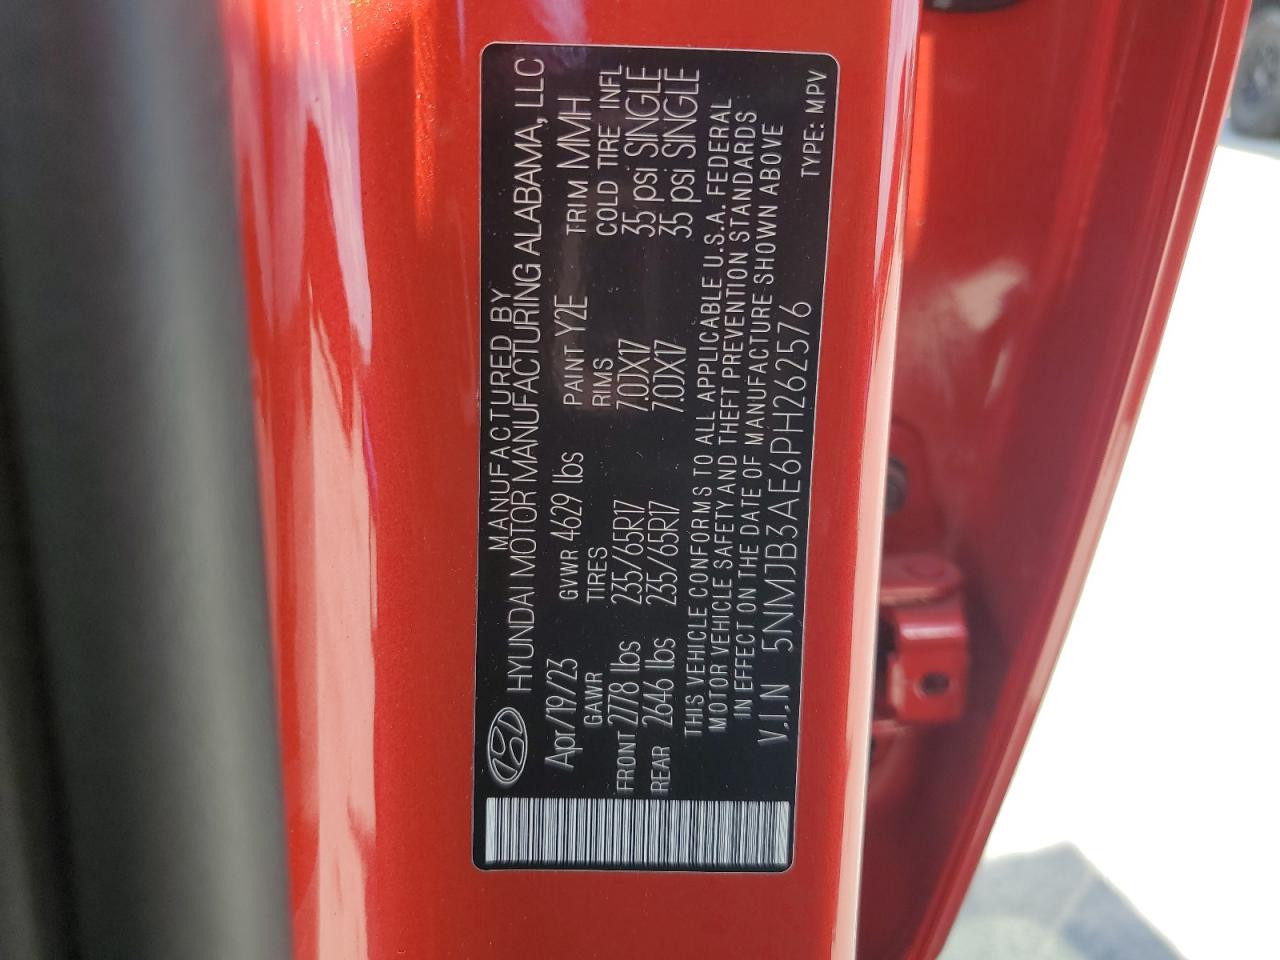 MANUFACTURED BY
HYUNDAI MOTOR MANUFACTURING ALABAMA, LLC
Apr/19/23 GVWR 4629 lbs PAINT Y2E TRIM MMH
GAWR TIRES RIMS COLD TIRE INFL
FRONT 2778 lbs 235/65R17 7.0JX17 35 psi SINGLE
REAR 2646 lbs 235/65R17 7.0JX17 35 psi SINGLE
THIS VEHICLE CONFORMS TO ALL APPLICABLE U.S.A. FEDERAL
MOTOR VEHICLE SAFETY AND THEFT PREVENTION STANDARDS
IN EFFECT ON THE DATE OF MANUFACTURE SHOWN ABOVE
V.I.N 5NMJB3AE6PH262576 TYPE: MPV